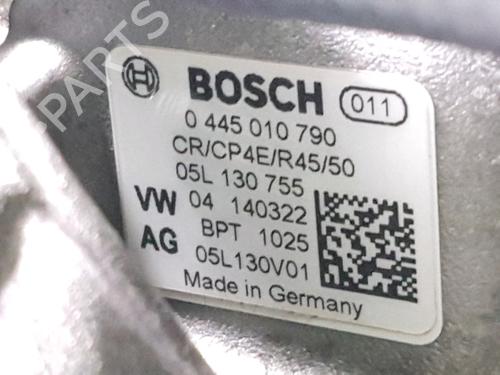 PARTS
BOSCH 011
0 445 010 790
CR/CP4E/R45/50
05L 130 755
VW 04 140322
AG BPT 1025
05L130V01
Made in Germany